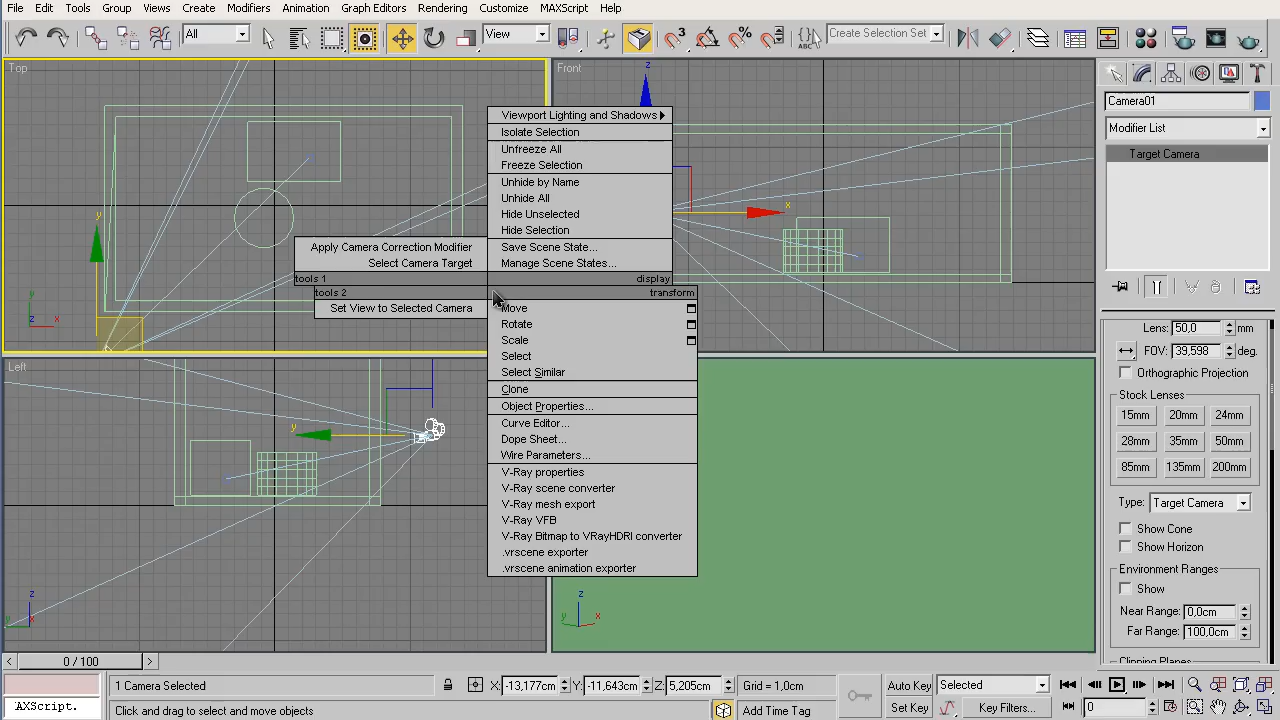 File Edit Tools Group Views Create Modifiers Animation Graph Editors Rendering Customize MAXScript Help
All
View
3
Create Selection Set
Top
Front
Left
Viewport Lighting and Shadows
Isolate Selection
Unfreeze All
Freeze Selection
Unhide by Name
Unhide All
Hide Unselected
Hide Selection
Save Scene State...
Manage Scene States...
Apply Camera Correction Modifier
Select Camera Target
tools 1
display
tools 2
transform
Set View to Selected Camera
Move
Rotate
Scale
Select
Select Similar
Clone
Object Properties...
Curve Editor...
Dope Sheet...
Wire Parameters...
V-Ray properties
V-Ray scene converter
V-Ray mesh export
V-Ray VFB
V-Ray Bitmap to VRayHDRI converter
.vrscene exporter
.vrscene animation exporter
z
x
y
z
x
y
y
z
y
z
y
x
Camera01
Modifier List
Target Camera
Lens: 50,0 mm
FOV: 39,598 deg.
Orthographic Projection
Stock Lenses
15mm 20mm 24mm
28mm 35mm 50mm
85mm 135mm 200mm
Type: Target Camera
Show Cone
Show Horizon
Environment Ranges
Show
Near Range: 0,0cm
Far Range: 100,0cm
Clipping Planes
0 / 100
1 Camera Selected
X: -13,177cm Y: -11,643cm Z: 5,205cm
Grid = 1,0cm
Auto Key
Selected
AXScript.
Click and drag to select and move objects
Add Time Tag
Set Key
Key Filters...
0